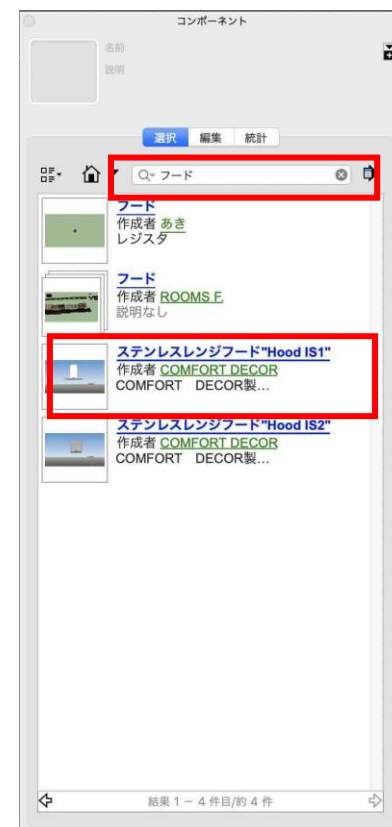 コンポーネント
名前
説明
選択 編集 統計
フード
フード
作成者 あき
レジスタ
フード
作成者 ROOMS F.
説明なし
ステンレスレンジフード"Hood IS1"
作成者 COMFORT DECOR
COMFORT DECOR製...
ステンレスレンジフード"Hood IS2"
作成者 COMFORT DECOR
COMFORT DECOR製...
結果 1 － 4 件目/約 4 件